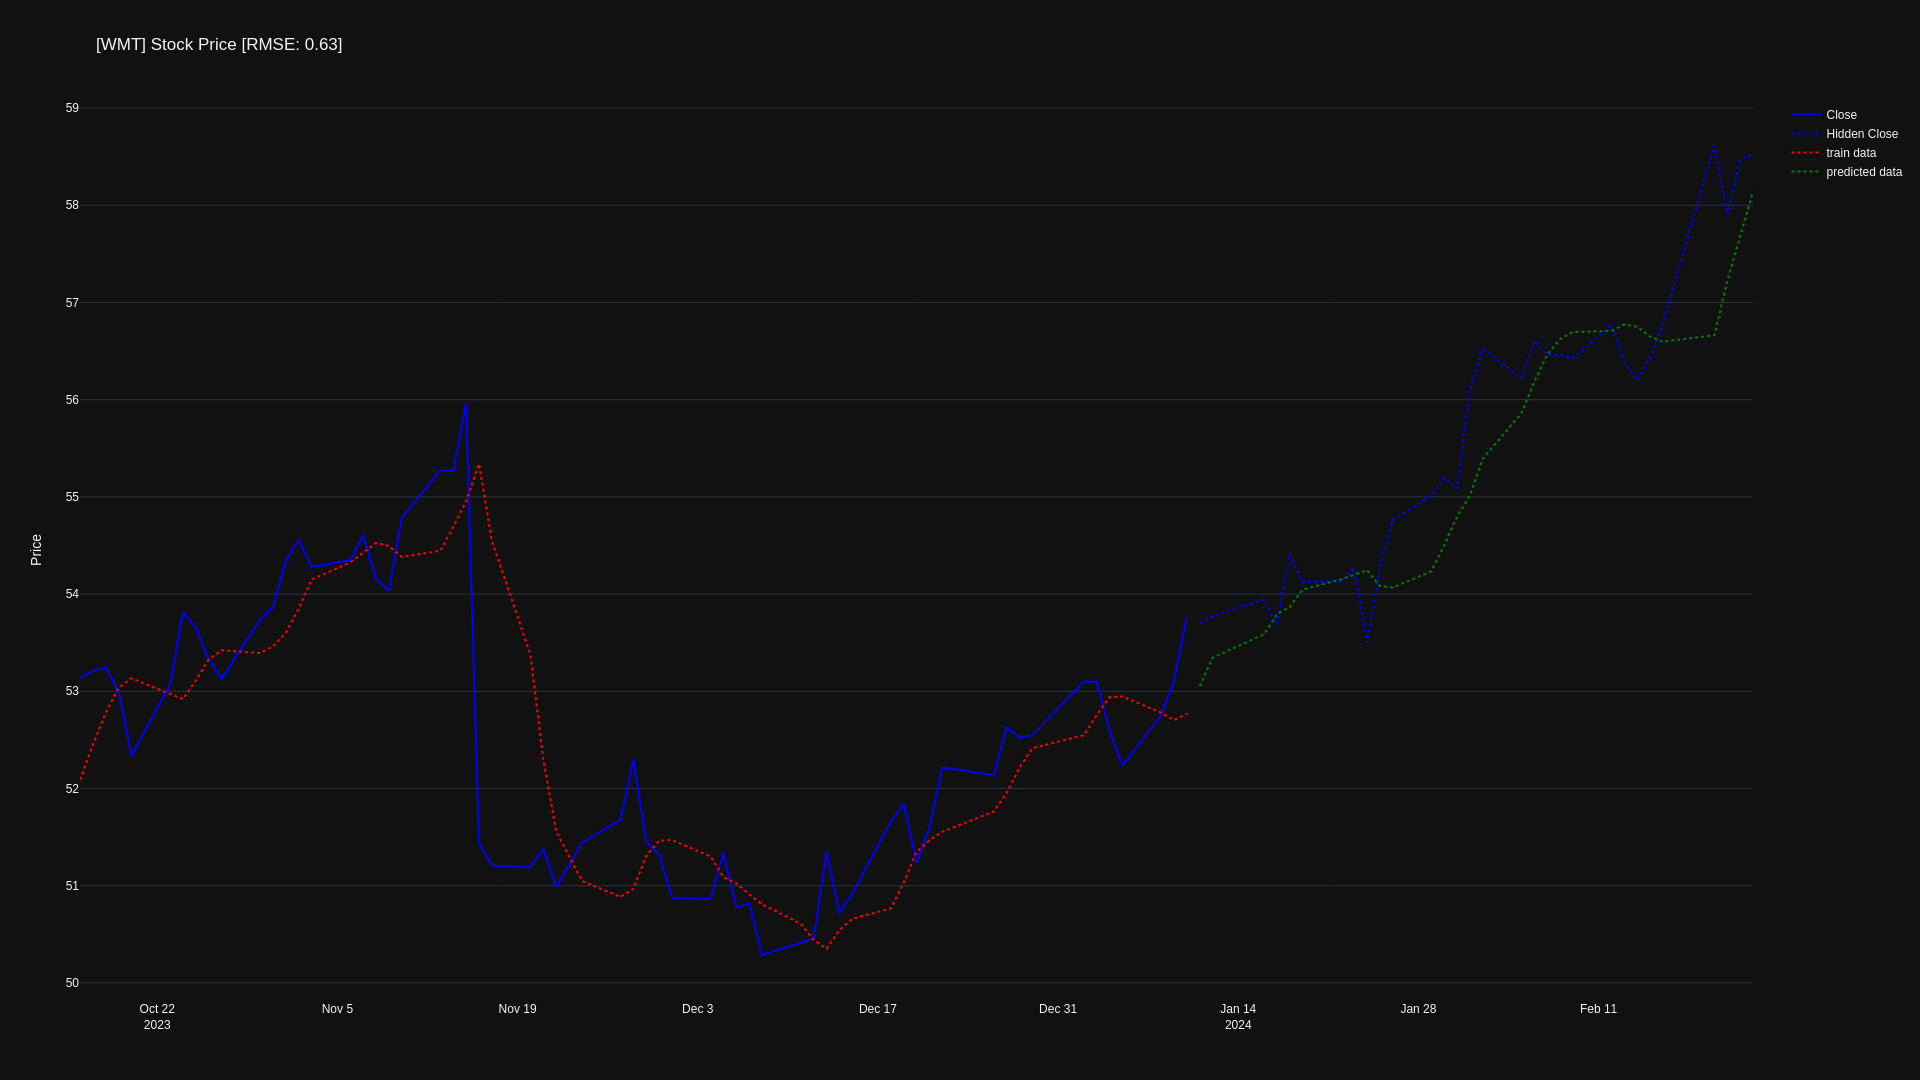 [WMT] Stock Price [RMSE: 0.63]
Close
Hidden Close
train data
predicted data
Price
59
58
57
56
55
54
53
52
51
50
Oct 22
2023
Nov 5
Nov 19
Dec 3
Dec 17
Dec 31
Jan 14
2024
Jan 28
Feb 11